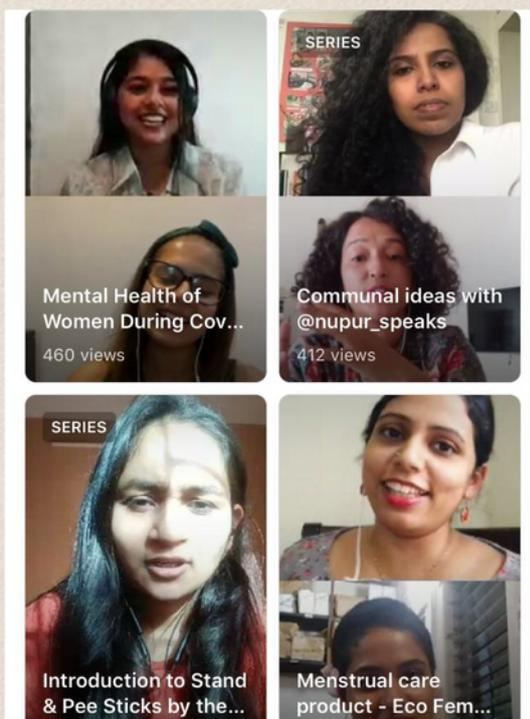 Mental Health of
Women During Cov...
460 views
SERIES
Communal ideas with
@nupur_speaks
412 views
SERIES
Introduction to Stand
& Pee Sticks by the...
Menstrual care
product - Eco Fem...